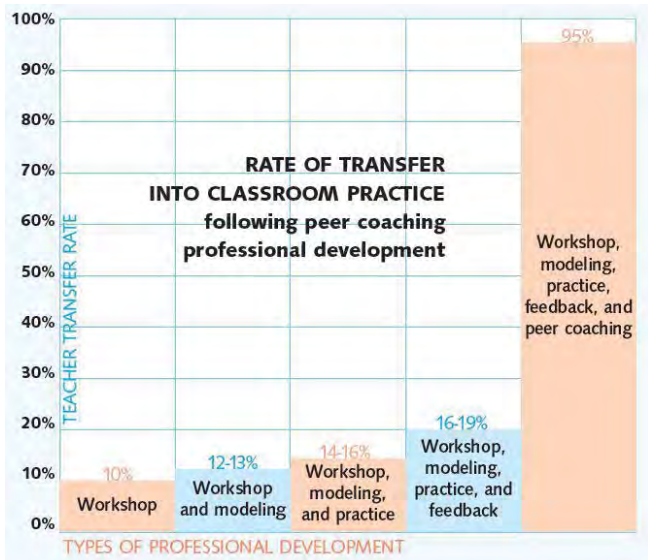 100%
90%
80%
70%
60%
50%
40%
30%
20%
10%
0%
TEACHER TRANSFER RATE
RATE OF TRANSFER
INTO CLASSROOM PRACTICE
following peer coaching
professional development
10%
Workshop
12-13%
Workshop
and modeling
14-16%
Workshop,
modeling,
and practice
16-19%
Workshop,
modeling,
practice, and
feedback
95%
Workshop,
modeling,
practice,
feedback, and
peer coaching
TYPES OF PROFESSIONAL DEVELOPMENT